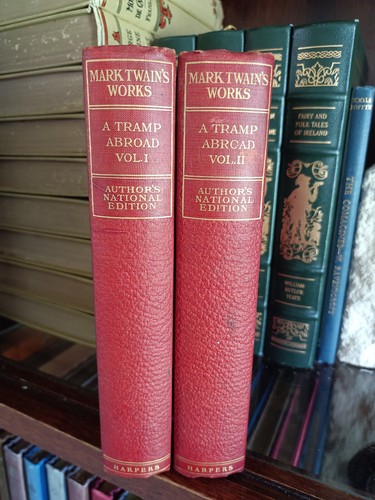 MARK TWAIN'S
WORKS
A TRAMP
ABROAD
VOL. I
AUTHOR'S
NATIONAL
EDITION
HARPERS
MARK TWAIN'S
WORKS
A TRAMP
ABROAD
VOL. II
AUTHOR'S
NATIONAL
EDITION
HARPERS
FAIRY AND
FOLK TALES
OF IRELAND
WILLIAM
BUTLER
YEATS